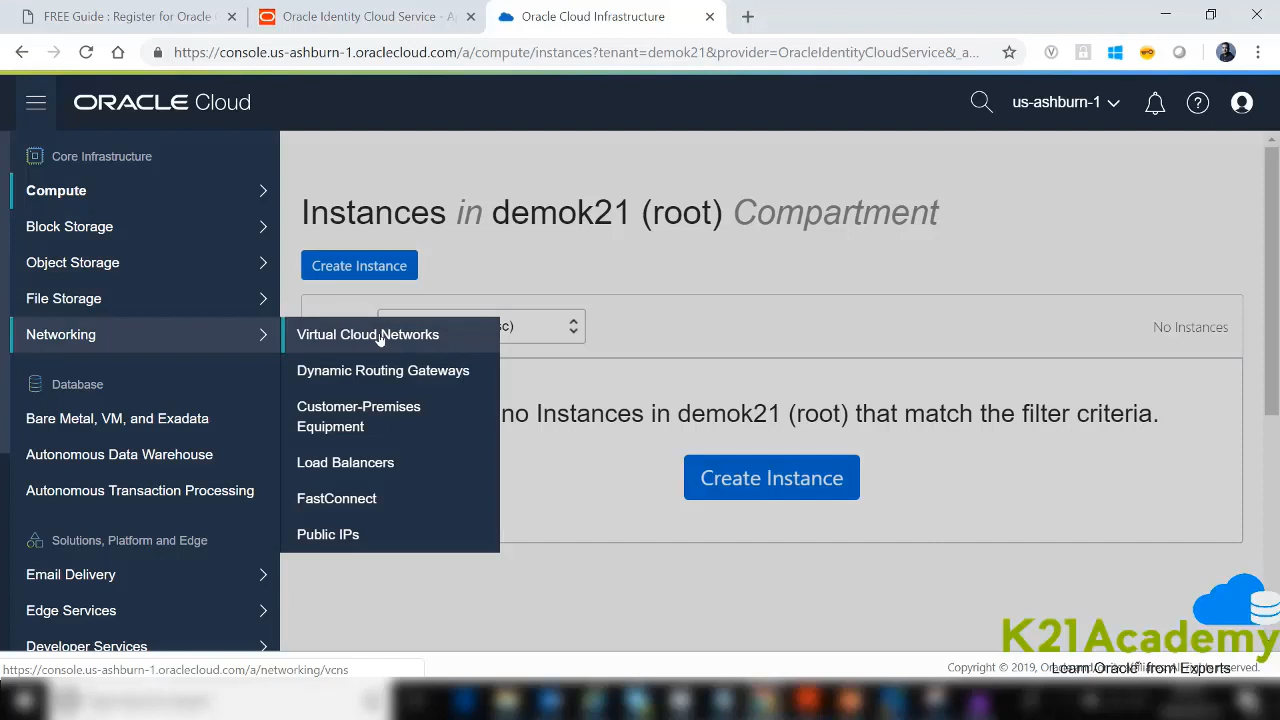 FREE Guide : Register for Oracle
Oracle Identity Cloud Service - Ap
Oracle Cloud Infrastructure
https://console.us-ashburn-1.oraclecloud.com/a/compute/instances?tenant=demok21&provider=OracleIdentityCloudService&_a...
ORACLE Cloud
us-ashburn-1
Core Infrastructure
Compute
Block Storage
Object Storage
File Storage
Networking
Database
Bare Metal, VM, and Exadata
Autonomous Data Warehouse
Autonomous Transaction Processing
Solutions, Platform and Edge
Email Delivery
Edge Services
Developer Services
Virtual Cloud Networks
Dynamic Routing Gateways
Customer-Premises
Equipment
Load Balancers
FastConnect
Public IPs
Instances in demok21 (root) Compartment
Create Instance
sc)
No Instances
no Instances in demok21 (root) that match the filter criteria.
Create Instance
K21Academy
Learn Oracle from Experts
https://console.us-ashburn-1.oraclecloud.com/a/networking/vcns
Copyright © 2019, reserved.